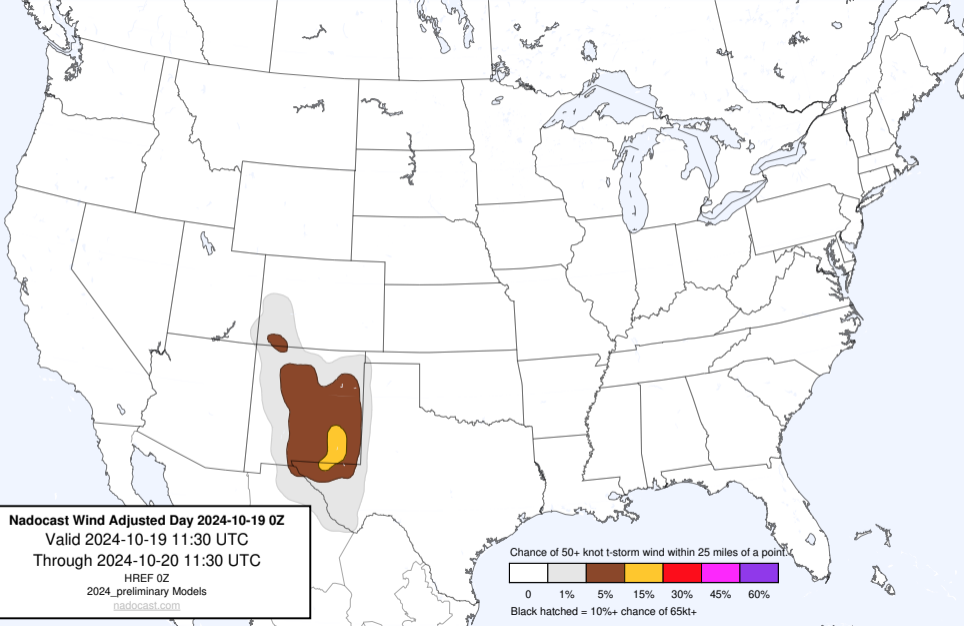 Nadocast Wind Adjusted Day 2024-10-19 0Z
Valid 2024-10-19 11:30 UTC
Through 2024-10-20 11:30 UTC
HREF 0Z
2024_preliminary Models
nadocast.com
Chance of 50+ knot t-storm wind within 25 miles of a point.
0 1% 5% 15% 30% 45% 60%
Black hatched = 10%+ chance of 65kt+